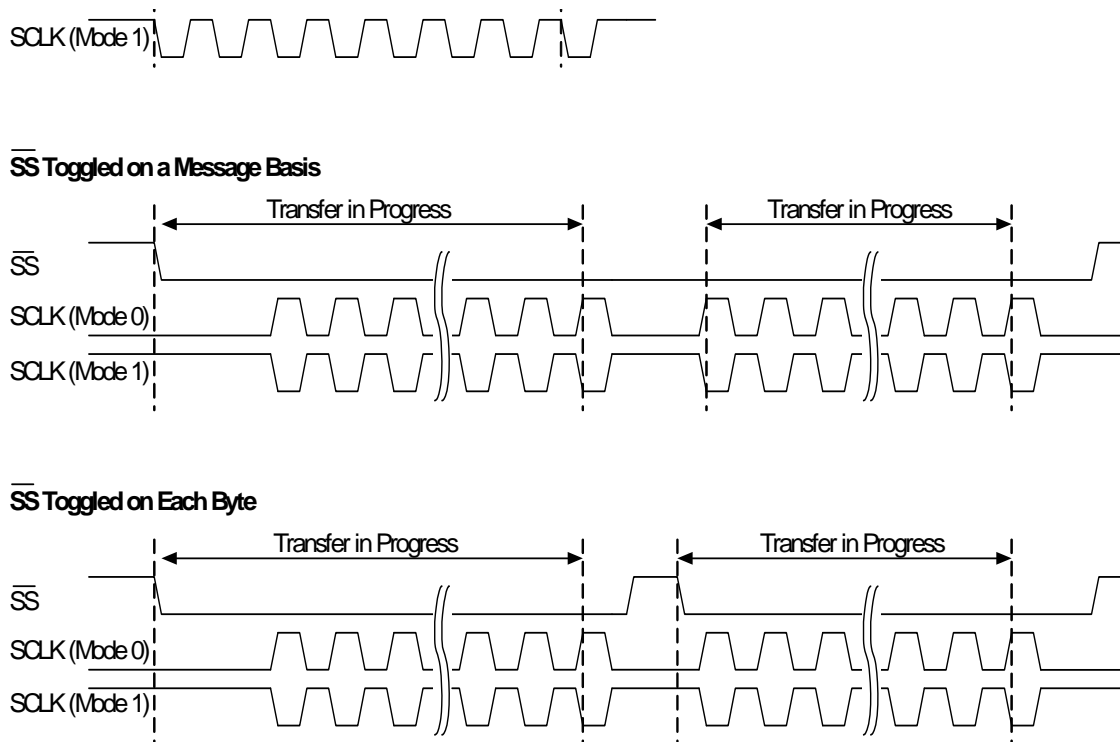 SCLK (Mode 1)
SS Toggled on a Message Basis
Transfer in Progress
Transfer in Progress
SS
SCLK (Mode 0)
SCLK (Mode 1)
SS Toggled on Each Byte
Transfer in Progress
Transfer in Progress
SS
SCLK (Mode 0)
SCLK (Mode 1)